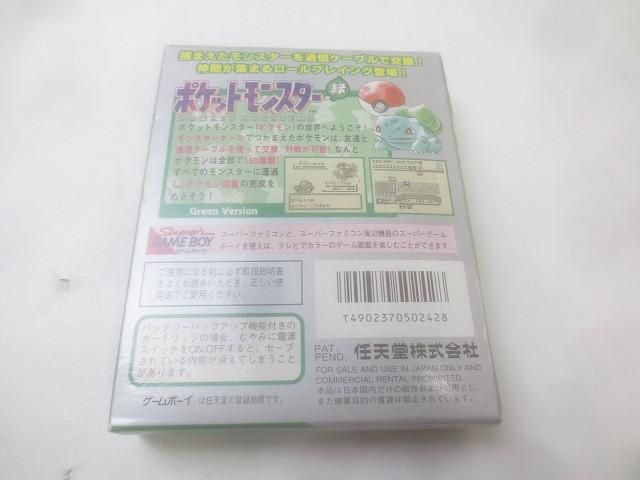 捕まえたモンスターを通信ケーブルで交換！
仲間が集まるロールプレイング登場！
ポケットモンスター 緑
POCKET MONSTERS
ポケットモンスター(ポケモン)の世界へようこそ!
モンスターボールでつかまえたポケモンは、友達と
通信ケーブルを使って交換、対戦が可能! なんと
ポケモンは全部で150種類!
すべてのモンスターに遭遇
し、ポケモン図鑑の完成を
めざそう!
Green Version
Super
GAME BOY
スーパーファミコンと、スーパーファミコン周辺機器のスーパーゲーム
ボーイを使えば、テレビでカラーのゲーム画面を楽しむことができます。
ご使用になる前に必ず取扱説明書
をよくお読みいただき、正しい使
用法でご愛用ください。
T4902370502428
バッテリーバックアップ機能付きの
カートリッジの場合、むやみに電源
スイッチをON/OFFすると、セーブ
されている内容が消えてしまうこと
があります。
PAT.
PEND.
任天堂株式会社
FOR SALE AND USE IN JAPAN ONLY AND
COMMERCIAL RENTAL PROHIBITED.
本品は日本国内だけの販売および使用とし、
また商業目的の賃貸は禁止されています。
ゲームボーイ は任天堂の登録商標です。